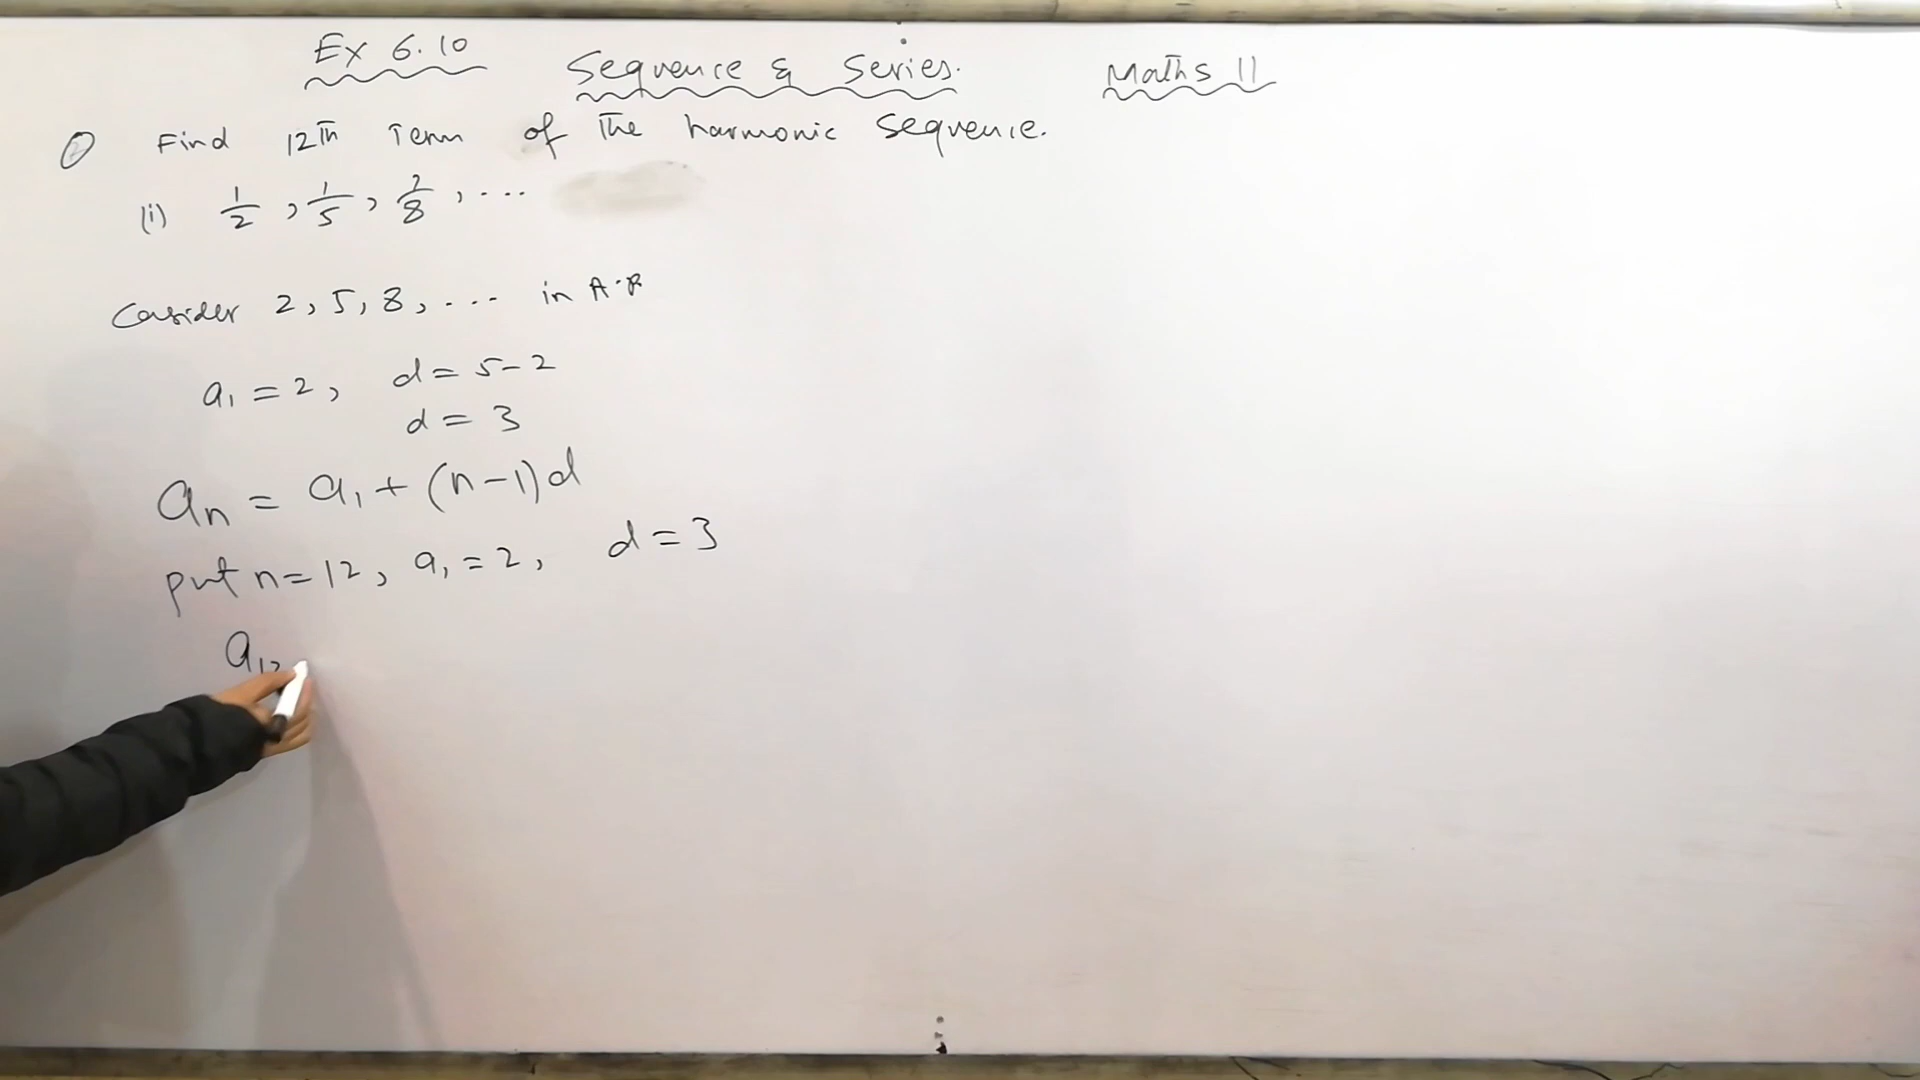 Ex 6.10 Sequence & Series. Maths 11
Find 12th Term of The harmonic Sequence.
(i) 1/2, 1/5, 1/8, ...
Cosider 2, 5, 8, ... in A.P
a₁ = 2, d = 5-2
d = 3
aₙ = a₁ + (n-1)d
put n=12, a₁=2, d=3
a₁₂